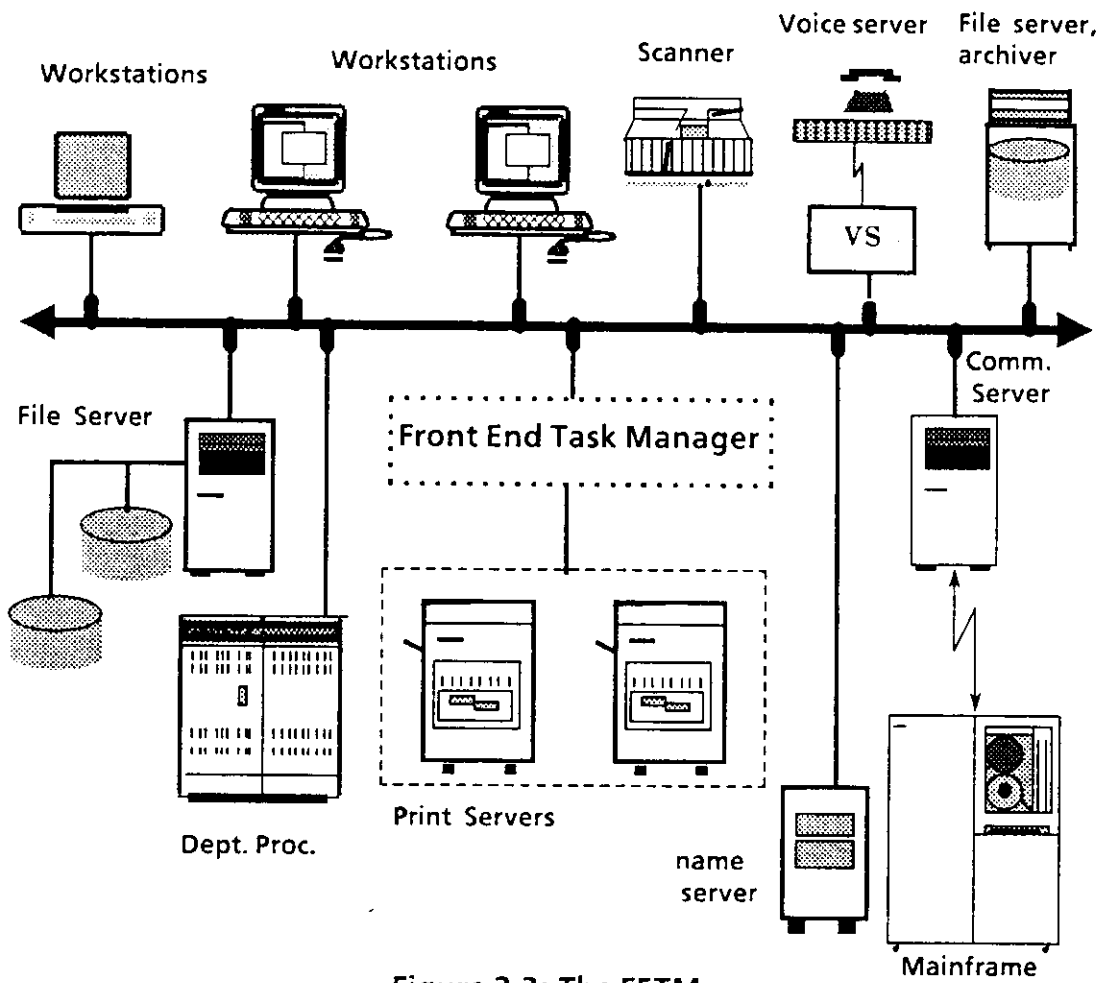 Voice server
File server,
archiver
Workstations
Workstations
Scanner
VS
Comm.
Server
File Server
Front End Task Manager
Print Servers
Dept. Proc.
name
server
Mainframe